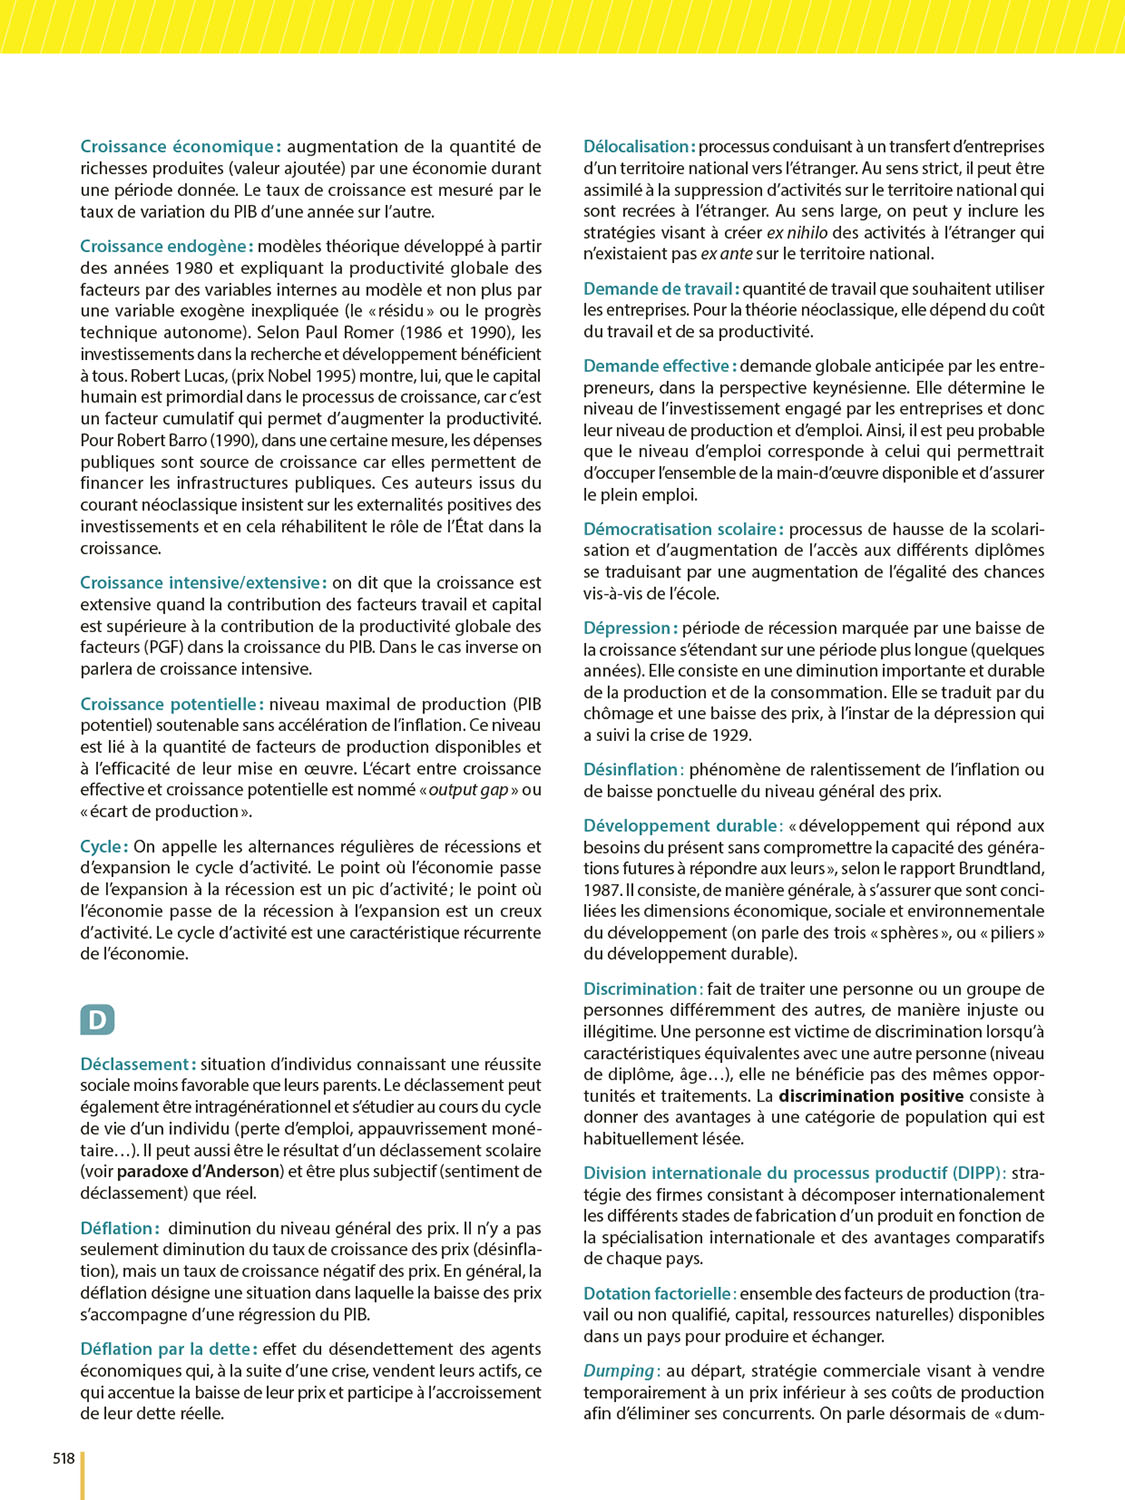 Croissance économique : augmentation de la quantité de
richesses produites (valeur ajoutée) par une économie durant
une période donnée. Le taux de croissance est mesuré par le
taux de variation du PIB d’une année sur l’autre.
Croissance endogène : modèles théorique développé à partir
des années 1980 et expliquant la productivité globale des
facteurs par des variables internes au modèle et non plus par
une variable exogène inexpliquée (le « résidu » ou le progrès
technique autonome). Selon Paul Romer (1986 et 1990), les
investissements dans la recherche et développement bénéficient
à tous. Robert Lucas, (prix Nobel 1995) montre, lui, que le capital
humain est primordial dans le processus de croissance, car c’est
un facteur cumulatif qui permet d’augmenter la productivité.
Pour Robert Barro (1990), dans une certaine mesure, les dépenses
publiques sont source de croissance car elles permettent de
financer les infrastructures publiques. Ces auteurs issus du
courant néoclassique insistent sur les externalités positives des
investissements et en cela réhabilitent le rôle de l’État dans la
croissance.
Croissance intensive/extensive : on dit que la croissance est
extensive quand la contribution des facteurs travail et capital
est supérieure à la contribution de la productivité globale des
facteurs (PGF) dans la croissance du PIB. Dans le cas inverse on
parlera de croissance intensive.
Croissance potentielle : niveau maximal de production (PIB
potentiel) soutenable sans accélération de l’inflation. Ce niveau
est lié à la quantité de facteurs de production disponibles et
à l’efficacité de leur mise en œuvre. L‘écart entre croissance
effective et croissance potentielle est nommé « output gap » ou
« écart de production ».
Cycle : On appelle les alternances régulières de récessions et
d’expansion le cycle d’activité. Le point où l’économie passe
de l’expansion à la récession est un pic d’activité ; le point où
l’économie passe de la récession à l’expansion est un creux
d’activité. Le cycle d’activité est une caractéristique récurrente
de l’économie.
D
Déclassement : situation d’individus connaissant une réussite
sociale moins favorable que leurs parents. Le déclassement peut
également être intragénérationnel et s’étudier au cours du cycle
de vie d’un individu (perte d’emploi, appauvrissement moné-
taire…). Il peut aussi être le résultat d’un déclassement scolaire
(voir paradoxe d’Anderson) et être plus subjectif (sentiment de
déclassement) que réel.
Déflation : diminution du niveau général des prix. Il n’y a pas
seulement diminution du taux de croissance des prix (désinfla-
tion), mais un taux de croissance négatif des prix. En général, la
déflation désigne une situation dans laquelle la baisse des prix
s’accompagne d’une régression du PIB.
Déflation par la dette : effet du désendettement des agents
économiques qui, à la suite d’une crise, vendent leurs actifs, ce
qui accentue la baisse de leur prix et participe à l’accroissement
de leur dette réelle.
Délocalisation : processus conduisant à un transfert d’entreprises
d’un territoire national vers l’étranger. Au sens strict, il peut être
assimilé à la suppression d’activités sur le territoire national qui
sont recrées à l’étranger. Au sens large, on peut y inclure les
stratégies visant à créer ex nihilo des activités à l’étranger qui
n’existaient pas ex ante sur le territoire national.
Demande de travail : quantité de travail que souhaitent utiliser
les entreprises. Pour la théorie néoclassique, elle dépend du coût
du travail et de sa productivité.
Demande effective : demande globale anticipée par les entre-
preneurs, dans la perspective keynésienne. Elle détermine le
niveau de l’investissement engagé par les entreprises et donc
leur niveau de production et d’emploi. Ainsi, il est peu probable
que le niveau d’emploi corresponde à celui qui permettrait
d’occuper l’ensemble de la main-d’œuvre disponible et d’assurer
le plein emploi.
Démocratisation scolaire : processus de hausse de la scolari-
sation et d’augmentation de l’accès aux différents diplômes
se traduisant par une augmentation de l’égalité des chances
vis-à-vis de l’école.
Dépression : période de récession marquée par une baisse de
la croissance s’étendant sur une période plus longue (quelques
années). Elle consiste en une diminution importante et durable
de la production et de la consommation. Elle se traduit par du
chômage et une baisse des prix, à l’instar de la dépression qui
a suivi la crise de 1929.
Désinflation : phénomène de ralentissement de l’inflation ou
de baisse ponctuelle du niveau général des prix.
Développement durable : « développement qui répond aux
besoins du présent sans compromettre la capacité des généra-
tions futures à répondre aux leurs », selon le rapport Brundtland,
1987. Il consiste, de manière générale, à s’assurer que sont conci-
liées les dimensions économique, sociale et environnementale
du développement (on parle des trois « sphères », ou « piliers »
du développement durable).
Discrimination : fait de traiter une personne ou un groupe de
personnes différemment des autres, de manière injuste ou
illégitime. Une personne est victime de discrimination lorsqu’à
caractéristiques équivalentes avec une autre personne (niveau
de diplôme, âge…), elle ne bénéficie pas des mêmes oppor-
tunités et traitements. La discrimination positive consiste à
donner des avantages à une catégorie de population qui est
habituellement lésée.
Division internationale du processus productif (DIPP) : stra-
tégie des firmes consistant à décomposer internationalement
les différents stades de fabrication d’un produit en fonction de
la spécialisation internationale et des avantages comparatifs
de chaque pays.
Dotation factorielle : ensemble des facteurs de production (tra-
vail ou non qualifié, capital, ressources naturelles) disponibles
dans un pays pour produire et échanger.
Dumping : au départ, stratégie commerciale visant à vendre
temporairement à un prix inférieur à ses coûts de production
afin d’éliminer ses concurrents. On parle désormais de « dum-
518